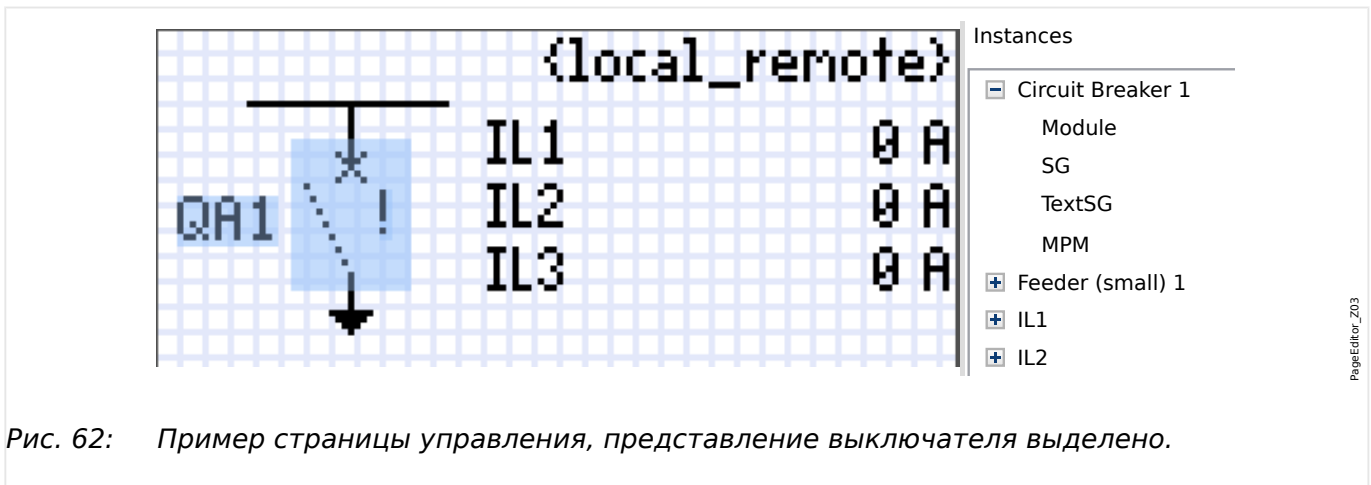 {local_remote}
IL1 0 A
QA1 !
IL2 0 A
IL3 0 A
Instances
Circuit Breaker 1
Module
SG
TextSG
MPM
Feeder (small) 1
IL1
IL2
PageEditor_Z03
Рис. 62: Пример страницы управления, представление выключателя выделено.